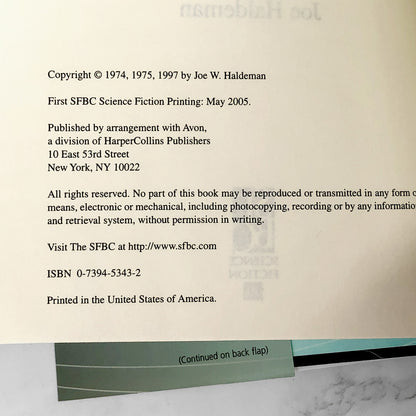 Joe Haldeman
Copyright © 1974, 1975, 1997 by Joe W. Haldeman
First SFBC Science Fiction Printing: May 2005.
Published by arrangement with Avon,
a division of HarperCollins Publishers
10 East 53rd Street
New York, NY 10022
All rights reserved. No part of this book may be reproduced or transmitted in any form o
means, electronic or mechanical, including photocopying, recording or by any informatio
and retrieval system, without permission in writing.
Visit The SFBC at http://www.sfbc.com
SCIENCE
FICTION
ISBN 0-7394-5343-2
Printed in the United States of America.
(Continued on back flap)